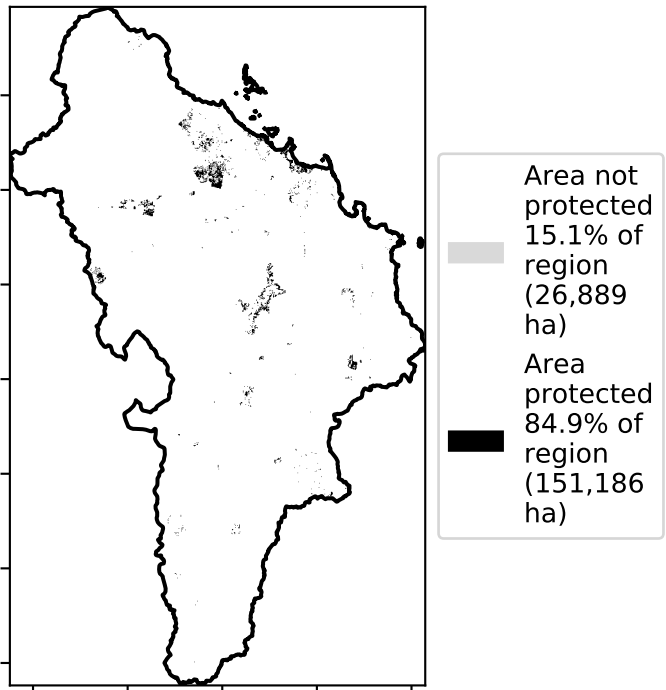 Area not
protected
15.1% of
region
(26,889
ha)
Area
protected
84.9% of
region
(151,186
ha)